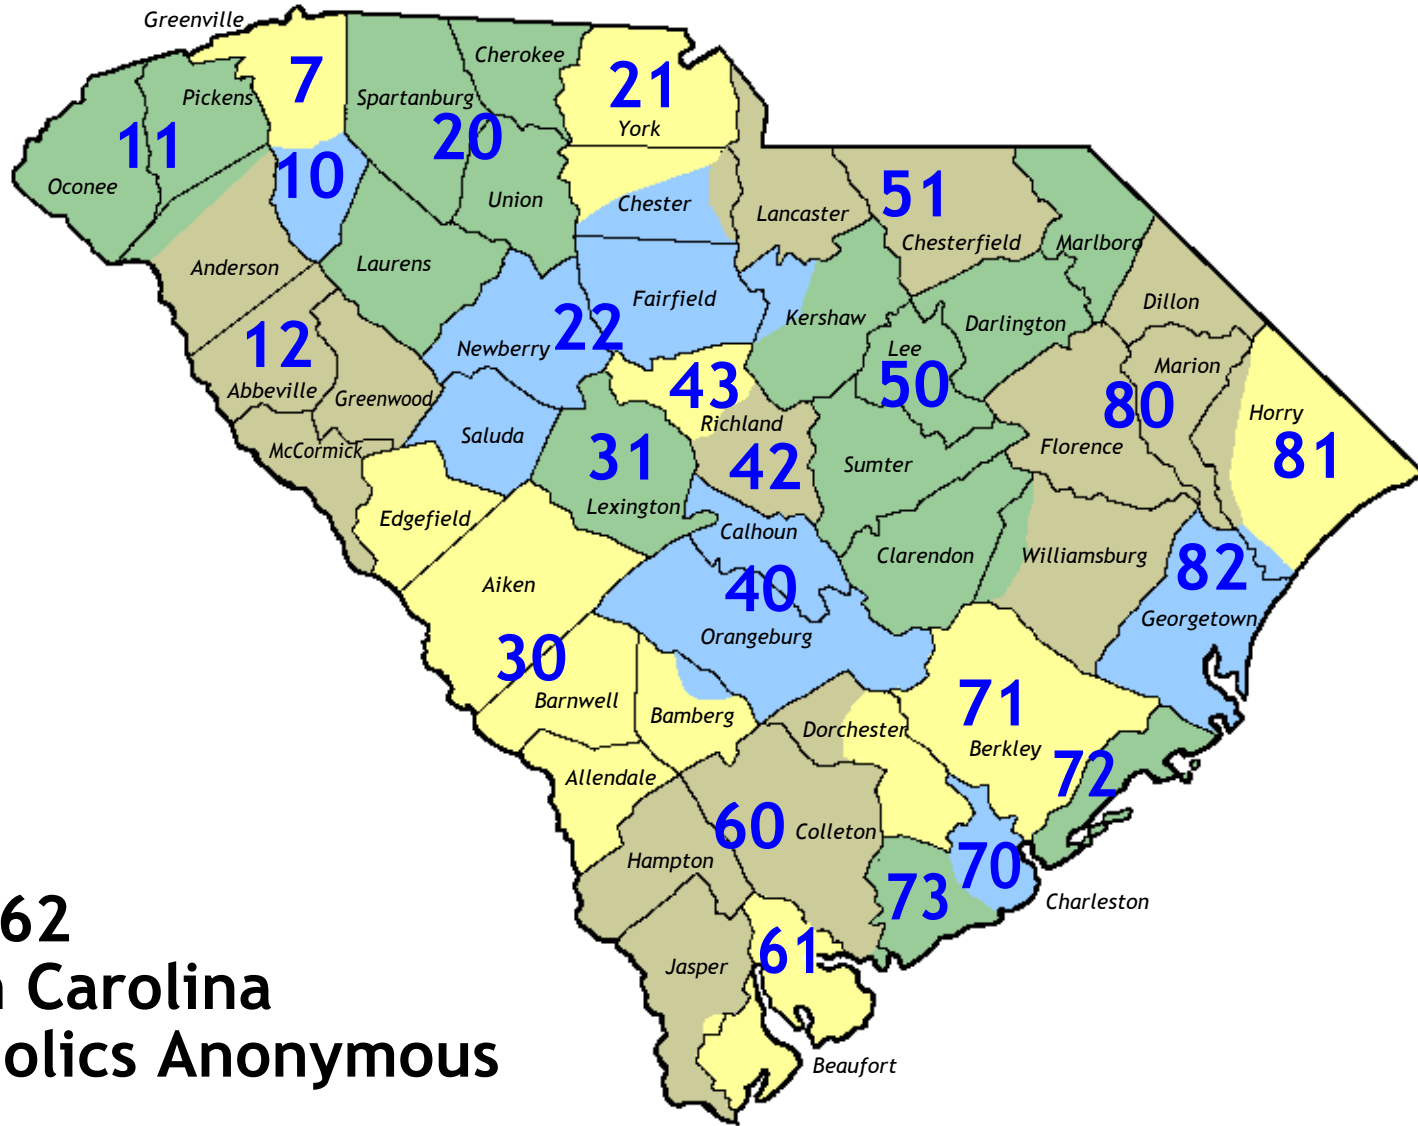 Greenville
Cherokee
7
21
Pickens
Spartanburg
York
11
20
10
Oconee
Union
Chester
51
Lancaster
Chesterfield
Marlboro
Anderson
Laurens
Fairfield
Dillon
Kershaw
Darlington
12
22
Newberry
Lee
Marion
Abbeville
Greenwood
43
50
80
Richland
Horry
McCormick
Saluda
31
42
Sumter
Florence
81
Lexington
Edgefield
Calhoun
Clarendon
Williamsburg
82
Aiken
40
Orangeburg
Georgetown
30
Barnwell
Bamberg
Dorchester
71
Berkley
Allendale
72
60
Colleton
Hampton
70
73
Charleston
62
61
Jasper
Carolina
olics Anonymous
Beaufort